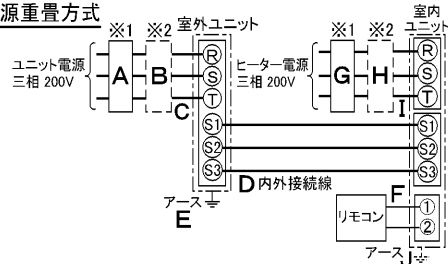 源重畳方式
※1
※2
室外ユニット
ユニット電源
三相 200V
A
B
C
R
S
T
S1
S2
S3
D 内外接続線
アース
E
※1
※2
室内
ユニット
ヒーター電源
三相 200V
G
H
I
R
S
T
S1
S2
S3
F
リモコン
①
②
アース
J